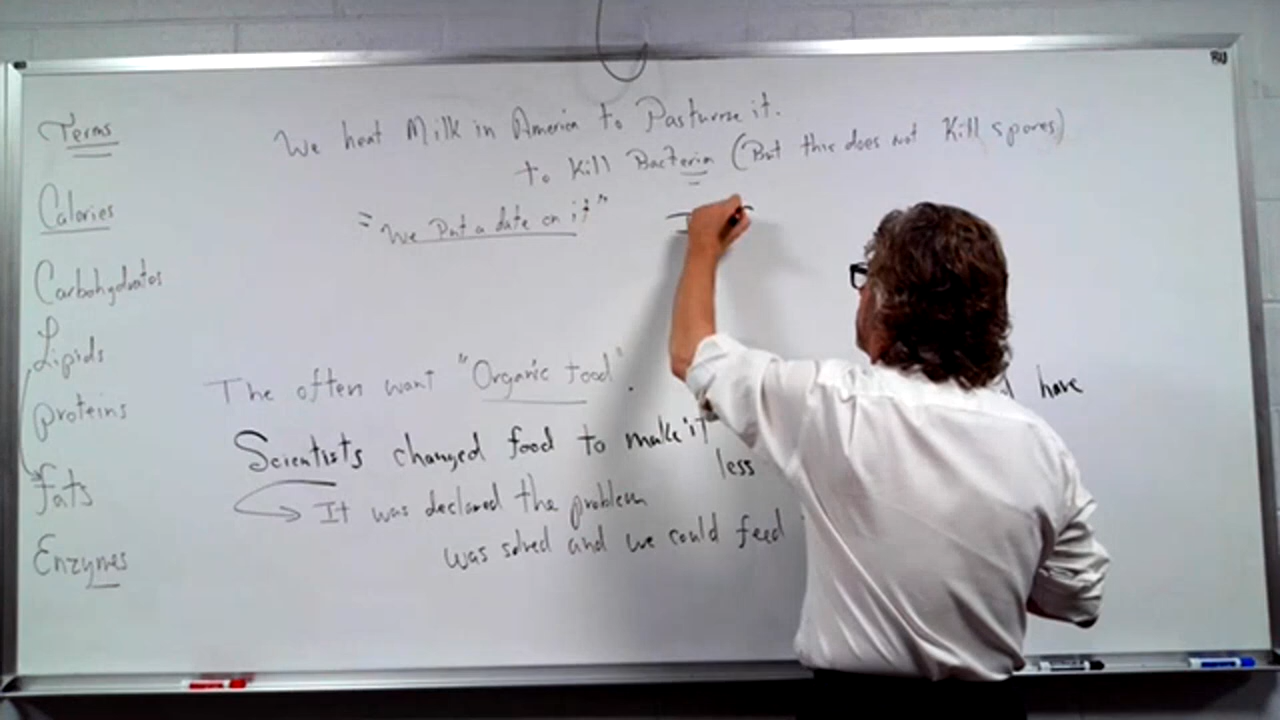 Terms
Calories
Carbohydrates
Lipids
proteins
fats
Enzymes
We heat Milk in America to Pasturize it.
to Kill Bacteria (But this does not Kill spores)
"We Put a date on it"
The often want "Organic food".
have
Scientists changed food to make it
less
It was declared the problem
was solved and we could feed